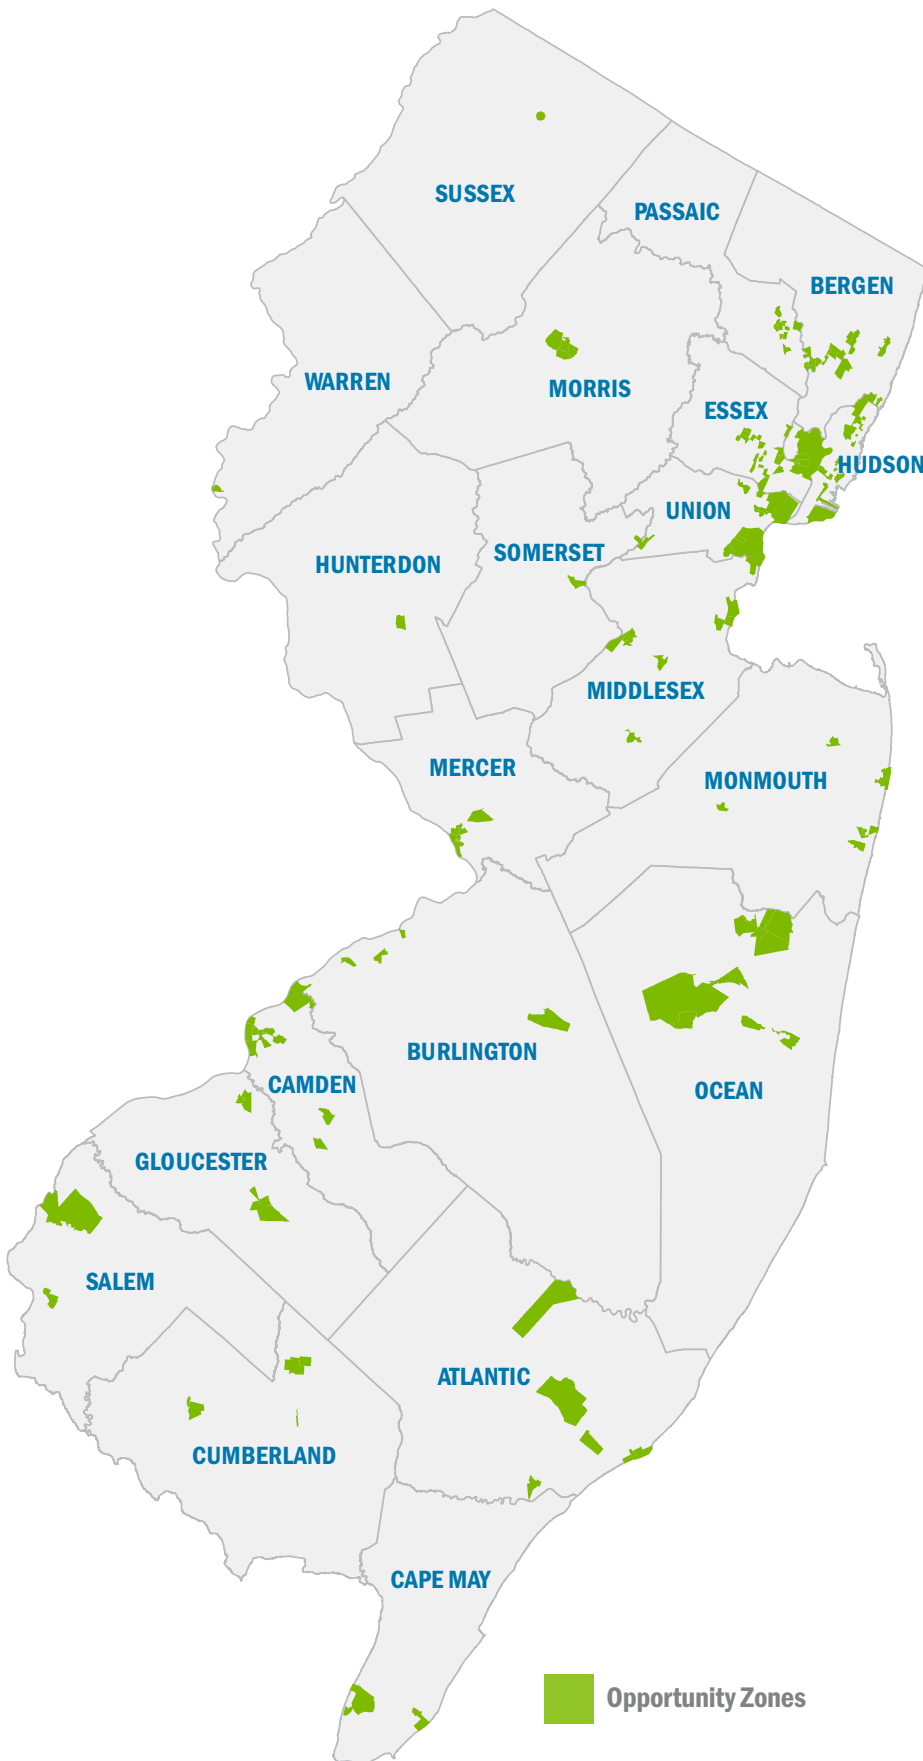 SUSSEX
PASSAIC
BERGEN
WARREN
MORRIS
ESSEX
HUDSON
UNION
SOMERSET
HUNTERDON
MIDDLESEX
MERCER
MONMOUTH
BURLINGTON
CAMDEN
OCEAN
GLOUCESTER
SALEM
ATLANTIC
CUMBERLAND
CAPE MAY
Opportunity Zones